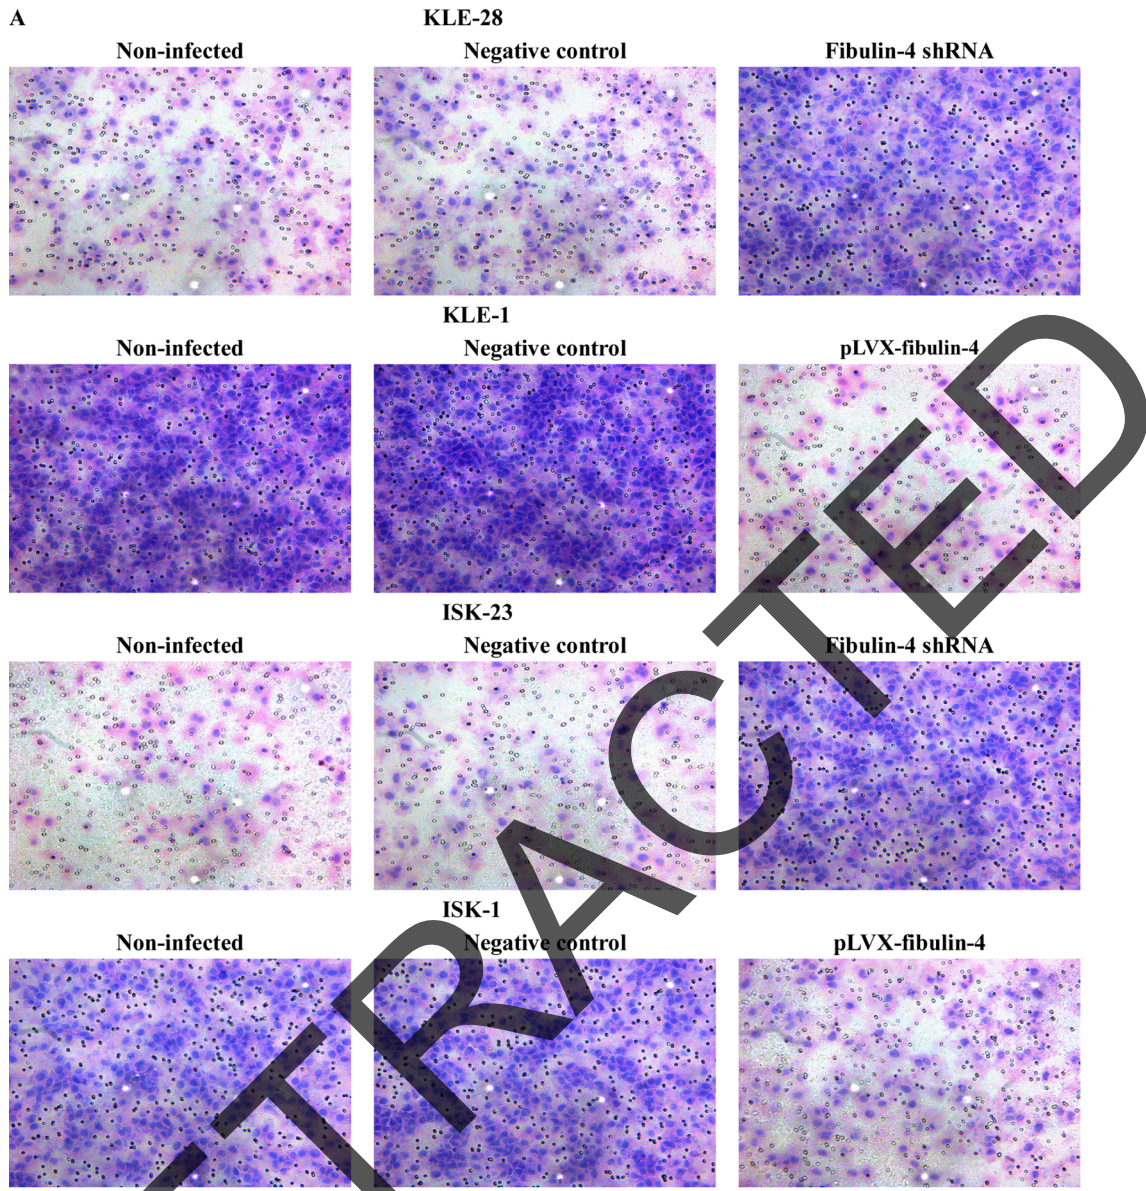 A
KLE-28
Non-infected Negative control Fibulin-4 shRNA
KLE-1
Non-infected Negative control pLVX-fibulin-4
ISK-23
Non-infected Negative control Fibulin-4 shRNA
ISK-1
Non-infected Negative control pLVX-fibulin-4
TRACTED